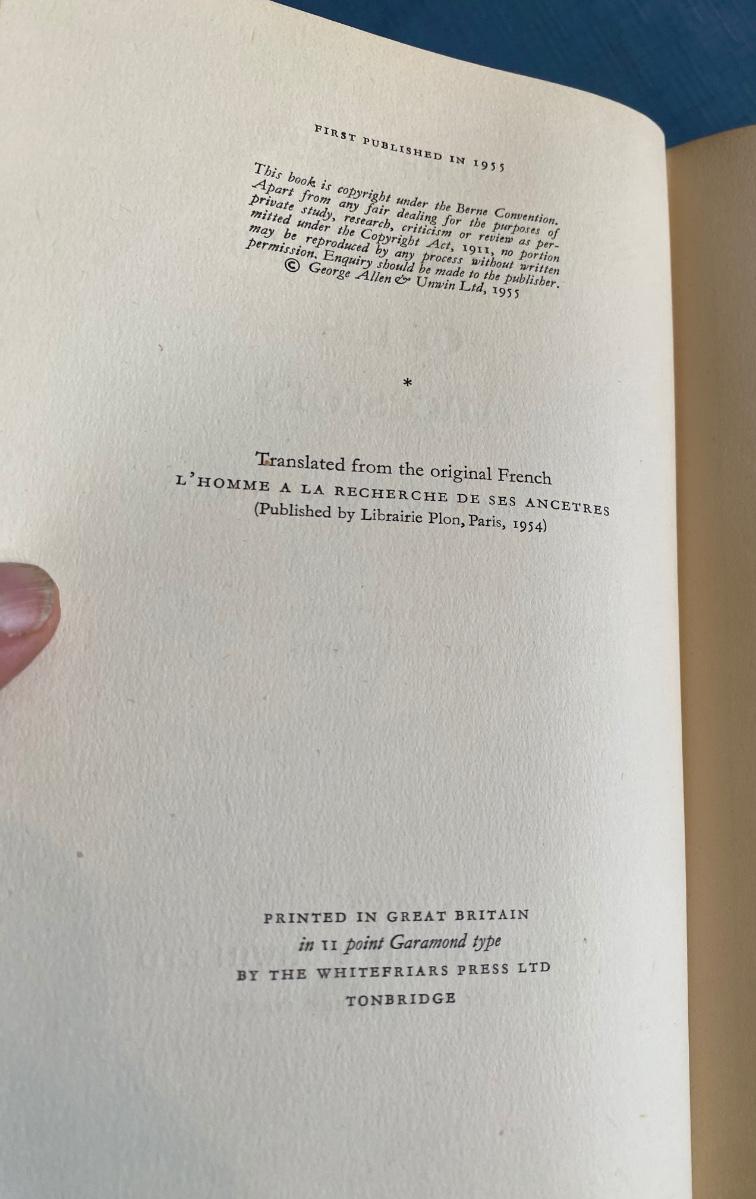 FIRST PUBLISHED IN 1955
This book is copyright under the Berne Convention.
Apart from any fair dealing for the purposes of
private study, research, criticism or review as per-
mitted under the Copyright Act, 1911, no portion
may be reproduced by any process without written
permission. Enquiry should be made to the publisher.
© George Allen & Unwin Ltd, 1955
*
Translated from the original French
L'HOMME A LA RECHERCHE DE SES ANCETRES
(Published by Librairie Plon, Paris, 1954)
PRINTED IN GREAT BRITAIN
in 11 point Garamond type
BY THE WHITEFRIARS PRESS LTD
TONBRIDGE